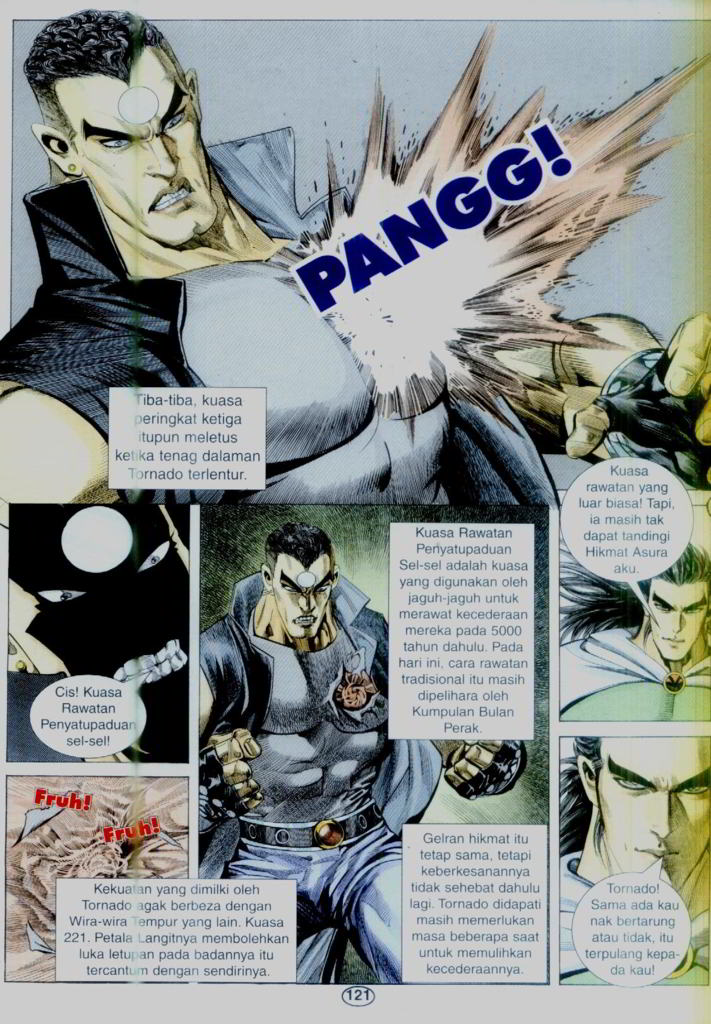 PANGG!
Tiba-tiba, kuasa
peringkat ketiga
itupun meletus
ketika tenag dalaman
Tornado terlentur.
Kuasa
rawatan yang
luar biasa! Tapi,
ia masih tak
dapat tandingi
Hikmat Asura
aku.
Cis! Kuasa
Rawatan
Penyatupaduan
sel-sel!
Kuasa Rawatan
Penyatupaduan
Sel-sel adalah kuasa
yang digunakan oleh
jaguh-jaguh untuk
merawat kecederaan
mereka pada 5000
tahun dahulu. Pada
hari ini, cara rawatan
tradisional itu masih
dipelihara oleh
Kumpulan Bulan
Perak.
Fruh!
Fruh!
Kekuatan yang dimilki oleh
Tornado agak berbeza dengan
Wira-wira Tempur yang lain. Kuasa
221. Petala Langitnya membolehkan
luka letupan pada badannya itu
tercantum dengan sendirinya.
Gelran hikmat itu
tetap sama, tetapi
keberkesanannya
tidak sehebat dahulu
lagi. Tornado didapati
masih memerlukan
masa beberapa saat
untuk memulihkan
kecederaannya.
Tornado!
Sama ada kau
nak bertarung
atau tidak, itu
terpulang kepa-
da kau!
121